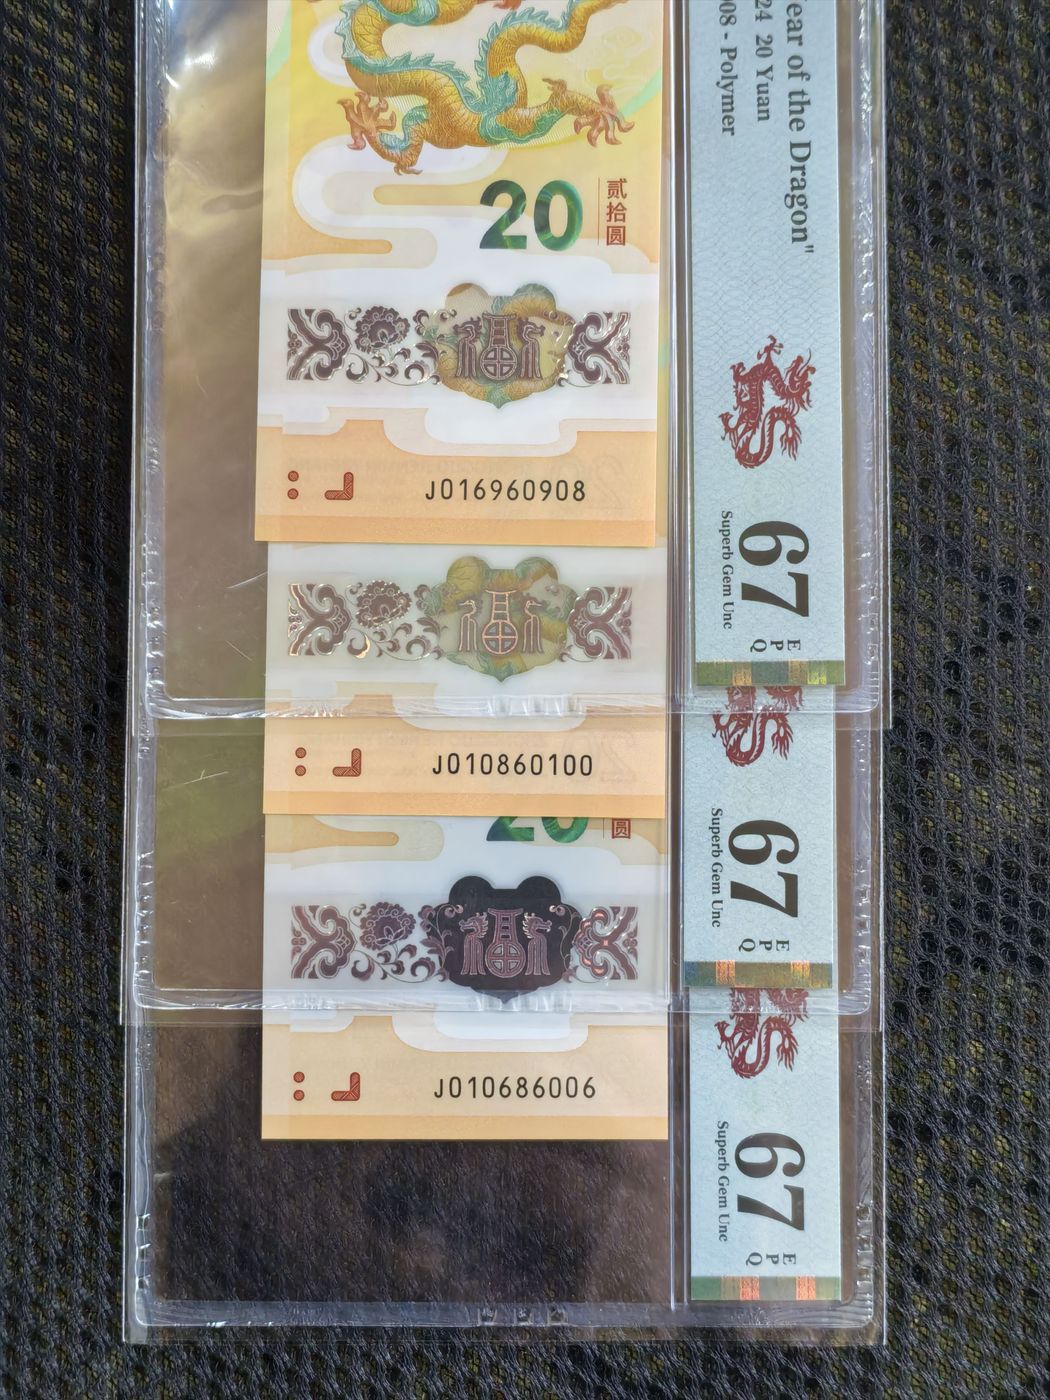 20
贰拾圆
J016960908
J010860100
20
圆
J010686006
ear of the Dragon"
24 20 Yuan
08 - Polymer
67
EPQ
Superb Gem Unc
67
EPQ
Superb Gem Unc
67
EPQ
Superb Gem Unc